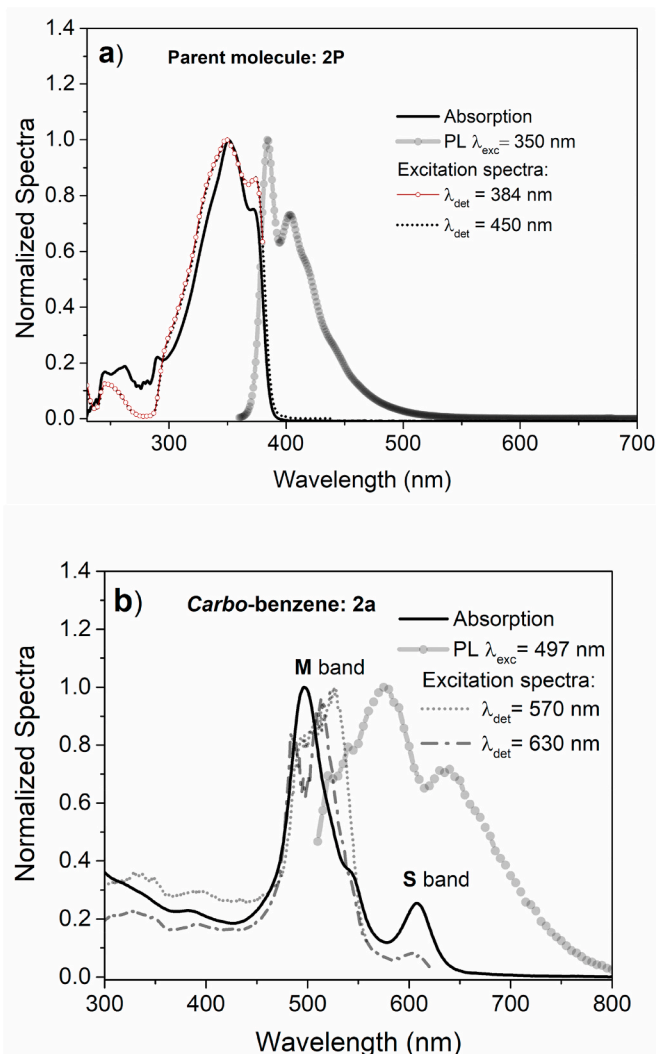 a)
Parent molecule: 2P
Absorption
PL λexc= 350 nm
Excitation spectra:
λdet = 384 nm
λdet = 450 nm
Normalized Spectra
1.4
1.2
1.0
0.8
0.6
0.4
0.2
0.0
300 400 500 600 700
Wavelength (nm)
b)
Carbo-benzene: 2a
Absorption
PL λexc= 497 nm
Excitation spectra:
λdet= 570 nm
λdet= 630 nm
M band
S band
Normalized Spectra
1.4
1.2
1.0
0.8
0.6
0.4
0.2
0.0
300 400 500 600 700 800
Wavelength (nm)